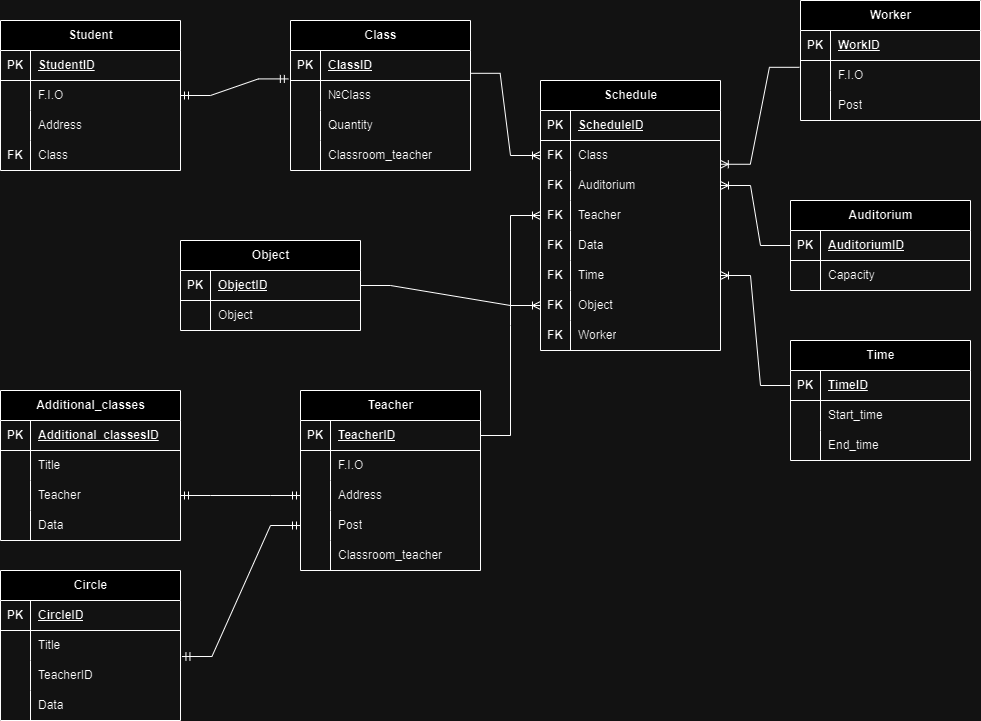 Student
PK StudentID
F.I.O
Address
FK Class
Class
PK ClassID
№Class
Quantity
Classroom_teacher
Schedule
PK ScheduleID
FK Class
FK Auditorium
FK Teacher
FK Data
FK Time
FK Object
FK Worker
Worker
PK WorkID
F.I.O
Post
Auditorium
PK AuditoriumID
Capacity
Object
PK ObjectID
Object
Time
PK TimeID
Start_time
End_time
Additional_classes
PK Additional_classesID
Title
Teacher
Data
Teacher
PK TeacherID
F.I.O
Address
Post
Classroom_teacher
Circle
PK CircleID
Title
TeacherID
Data